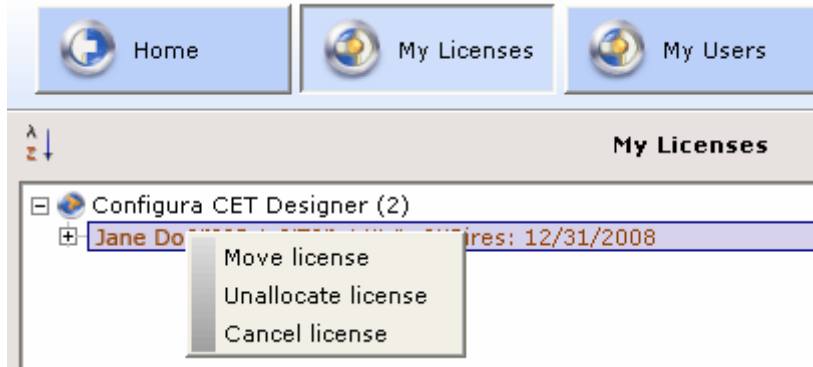 Home
My Licenses
My Users
My Licenses
Configura CET Designer (2)
Jane Do ires: 12/31/2008
Move license
Unallocate license
Cancel license